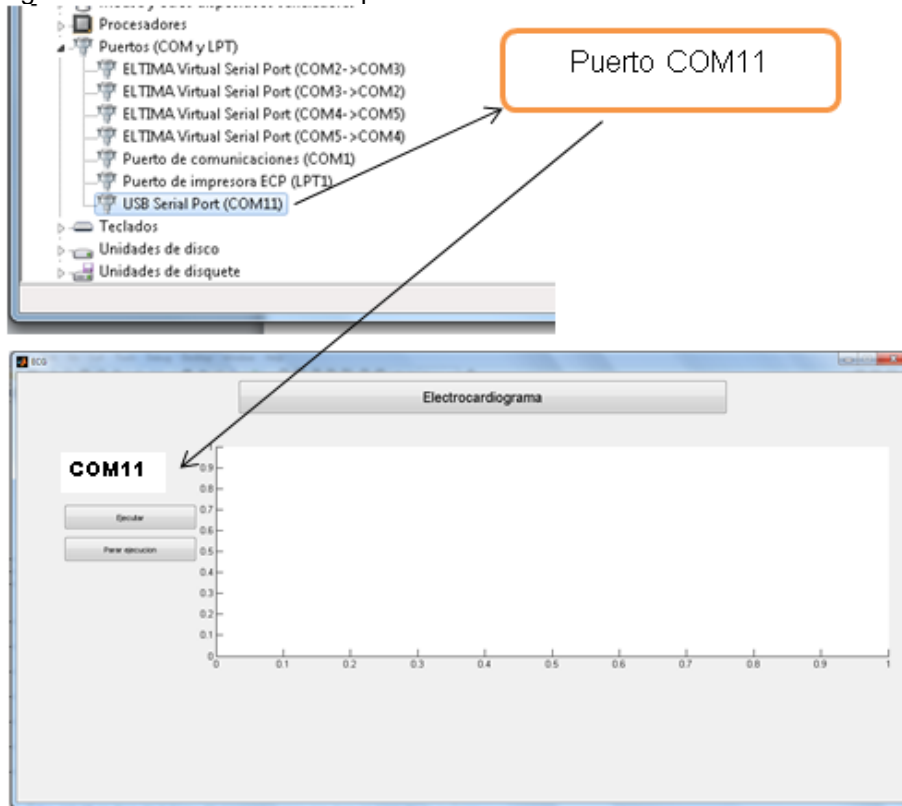 Procesadores
Puertos (COM y LPT)
ELTIMA Virtual Serial Port (COM2->COM3)
ELTIMA Virtual Serial Port (COM3->COM2)
ELTIMA Virtual Serial Port (COM4->COM5)
ELTIMA Virtual Serial Port (COM5->COM4)
Puerto de comunicaciones (COM1)
Puerto de impresora ECP (LPT1)
USB Serial Port (COM11)
Teclados
Unidades de disco
Unidades de disquete
Puerto COM11
ECG
Electrocardiograma
COM11
Ejecutar
Parar ejecucion
1
0.9
0.8
0.7
0.6
0.5
0.4
0.3
0.2
0.1
0
0 0.1 0.2 0.3 0.4 0.5 0.6 0.7 0.8 0.9 1